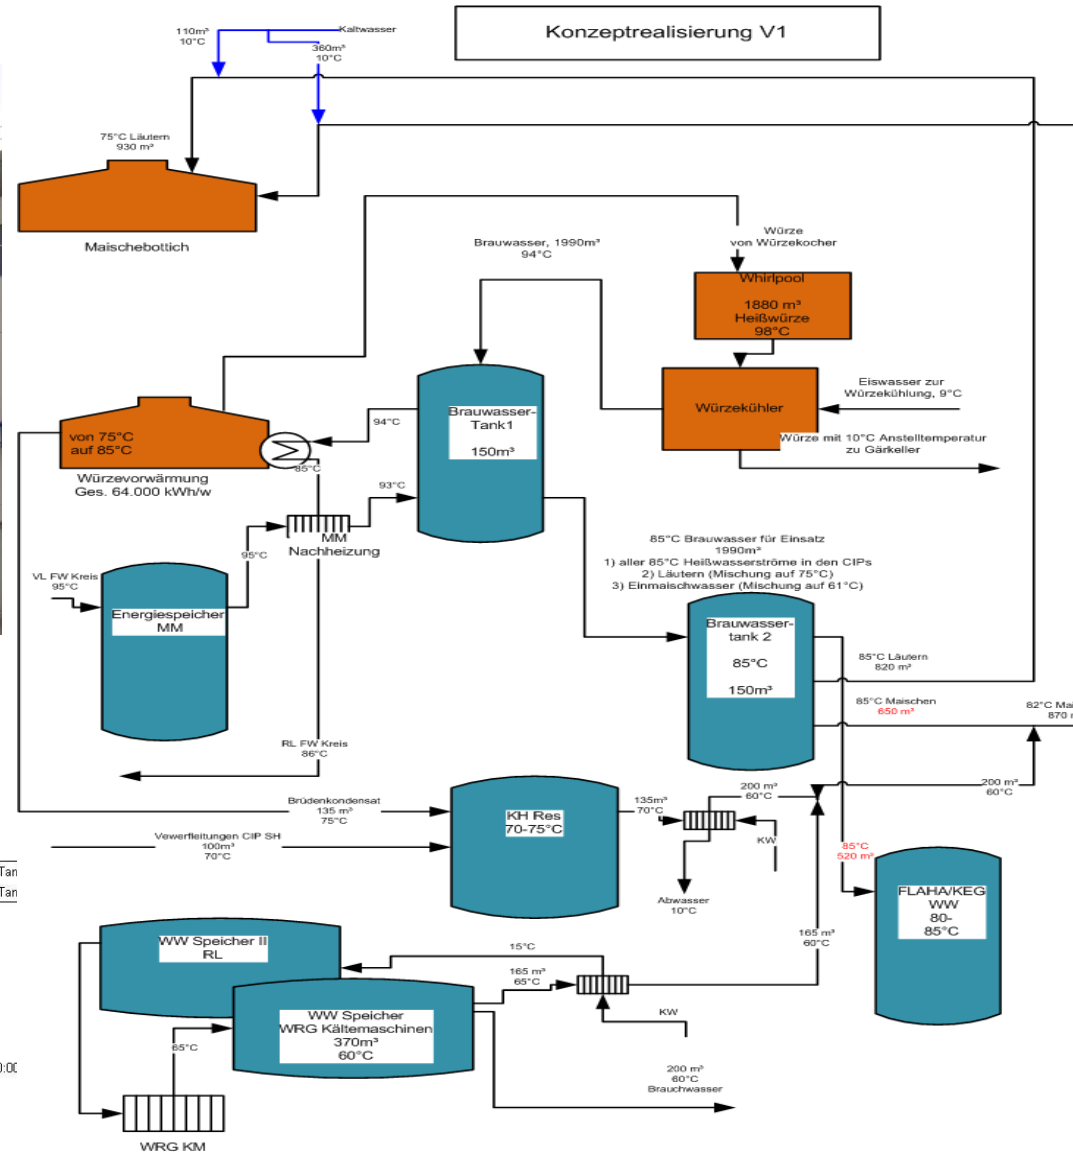 Konzeptrealisierung V1
110m³
10°C
Kaltwasser
360m³
10°C
75°C Läutern
930 m³
Maischebottich
Würze
von Würzekocher
Brauwasser, 1990m³
94°C
Whirlpool
1880 m³
Heißwürze
98°C
Würzekühler
Eiswasser zur
Würzekühlung, 9°C
Würze mit 10°C Anstelltemperatur
zu Gärkeller
Brauwasser-
Tank1
150m³
94°C
von 75°C
auf 85°C
85°C
Würzevorwärmung
Ges. 64.000 kWh/w
93°C
MM
Nachheizung
95°C
VL FW Kreis
95°C
Energiespeicher
MM
85°C Brauwasser für Einsatz
1990m³
1) aller 85°C Heißwasserströme in den CIPs
2) Läutern (Mischung auf 75°C)
3) Einmaischwasser (Mischung auf 61°C)
Brauwasser-
tank 2
85°C
150m³
85°C Läutern
820 m³
85°C Maischen
650 m³
82°C Mai
870 m
RL FW Kreis
86°C
200 m³
60°C
200 m³
60°C
Brüdenkondensat
135 m³
75°C
KH Res
70-75°C
135m³
70°C
KW
Vewerfleitungen CIP SH
100m³
70°C
85°C
520 m³
Tan
Tan
Abwasser
10°C
FLAHA/KEG
WW
80-
85°C
WW Speicher II
RL
15°C
165 m³
60°C
165 m³
65°C
WW Speicher
WRG Kältemaschinen
370m³
60°C
KW
65°C
0:00
200 m³
60°C
Brauchwasser
WRG KM